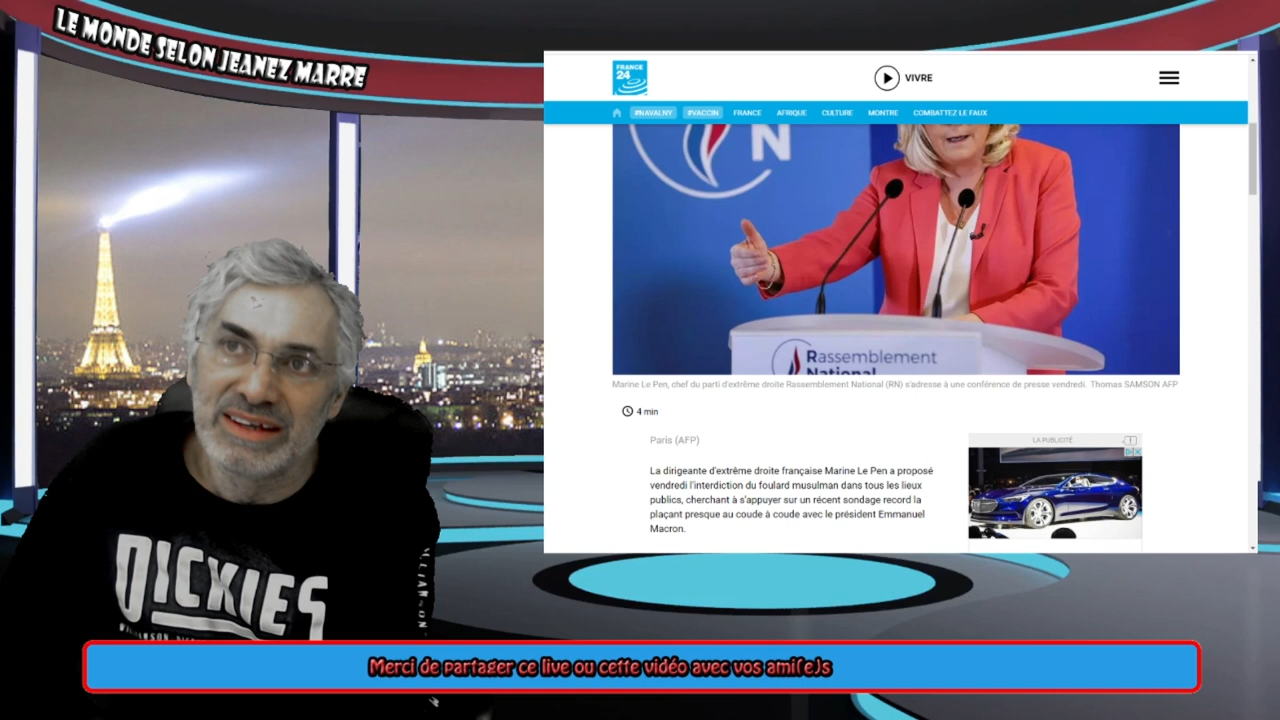 LE MONDE SELON JEANEZ MARRE
FRANCE
24
VIVRE
#NAVALNY #VACCIN FRANCE AFRIQUE CULTURE MONTRE COMBATTEZ LE FAUX
N
Rassemblement
National
Marine Le Pen, chef du parti d'extrême droite Rassemblement National (RN) s'adresse à une conférence de presse vendredi. Thomas SAMSON AFP
4 min
Paris (AFP)
LA PUBLICITÉ
La dirigeante d'extrême droite française Marine Le Pen a proposé
vendredi l'interdiction du foulard musulman dans tous les lieux
publics, cherchant à s'appuyer sur un récent sondage record la
plaçant presque au coude à coude avec le président Emmanuel
Macron.
DICKIES
Merci de partager ce live ou cette vidéo avec vos ami(e)s